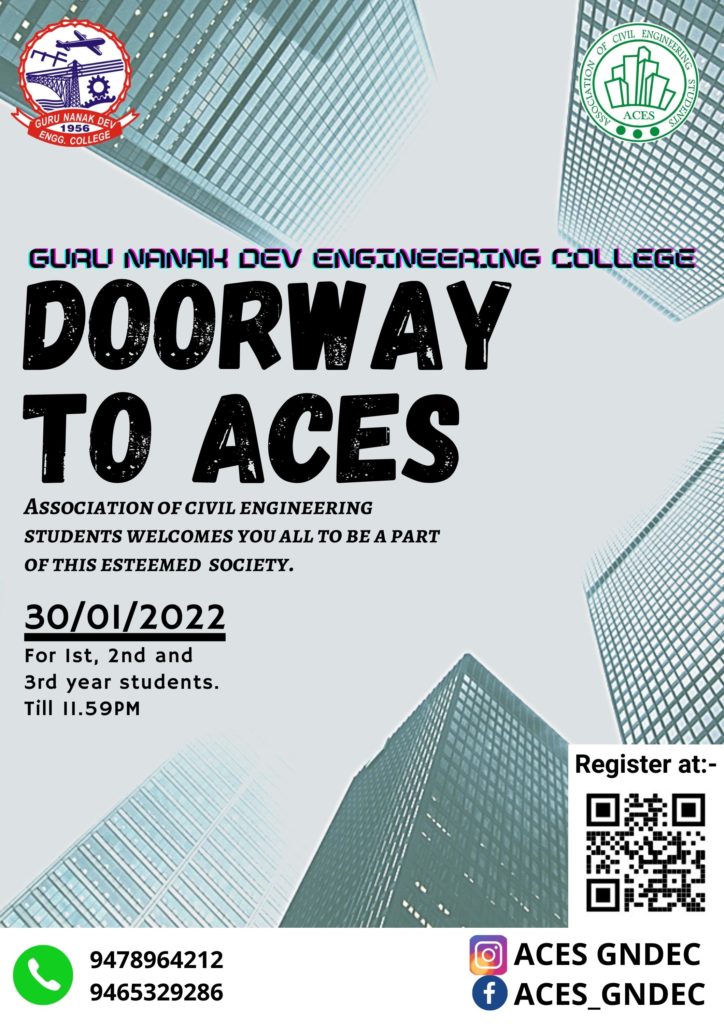 GURU NANAK DEV
1956
ENGG. COLLEGE
ASSOCIATION OF CIVIL ENGINEERING STUDENTS
ACES
GURU NANAK DEV ENGINEERING COLLEGE
DOORWAY
TO ACES
ASSOCIATION OF CIVIL ENGINEERING
STUDENTS WELCOMES YOU ALL TO BE A PART
OF THIS ESTEEMED SOCIETY.
30/01/2022
For 1st, 2nd and
3rd year students.
Till 11.59PM
Register at:-
9478964212
9465329286
ACES GNDEC
ACES_GNDEC